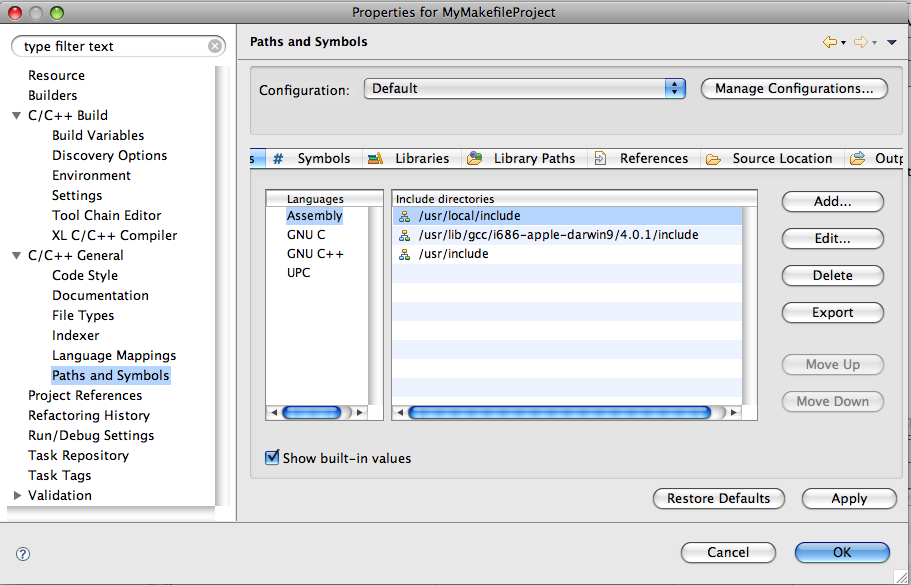 Properties for MyMakefileProject
type filter text
Resource
Builders
C/C++ Build
Build Variables
Discovery Options
Environment
Settings
Tool Chain Editor
XL C/C++ Compiler
C/C++ General
Code Style
Documentation
File Types
Indexer
Language Mappings
Paths and Symbols
Project References
Refactoring History
Run/Debug Settings
Task Repository
Task Tags
Validation
Paths and Symbols
Configuration: Default Manage Configurations...
s # Symbols Libraries Library Paths References Source Location Outp
Languages
Assembly
GNU C
GNU C++
UPC
Include directories
/usr/local/include
/usr/lib/gcc/i686-apple-darwin9/4.0.1/include
/usr/include
Add...
Edit...
Delete
Export
Move Up
Move Down
Show built-in values
Restore Defaults Apply
? Cancel OK